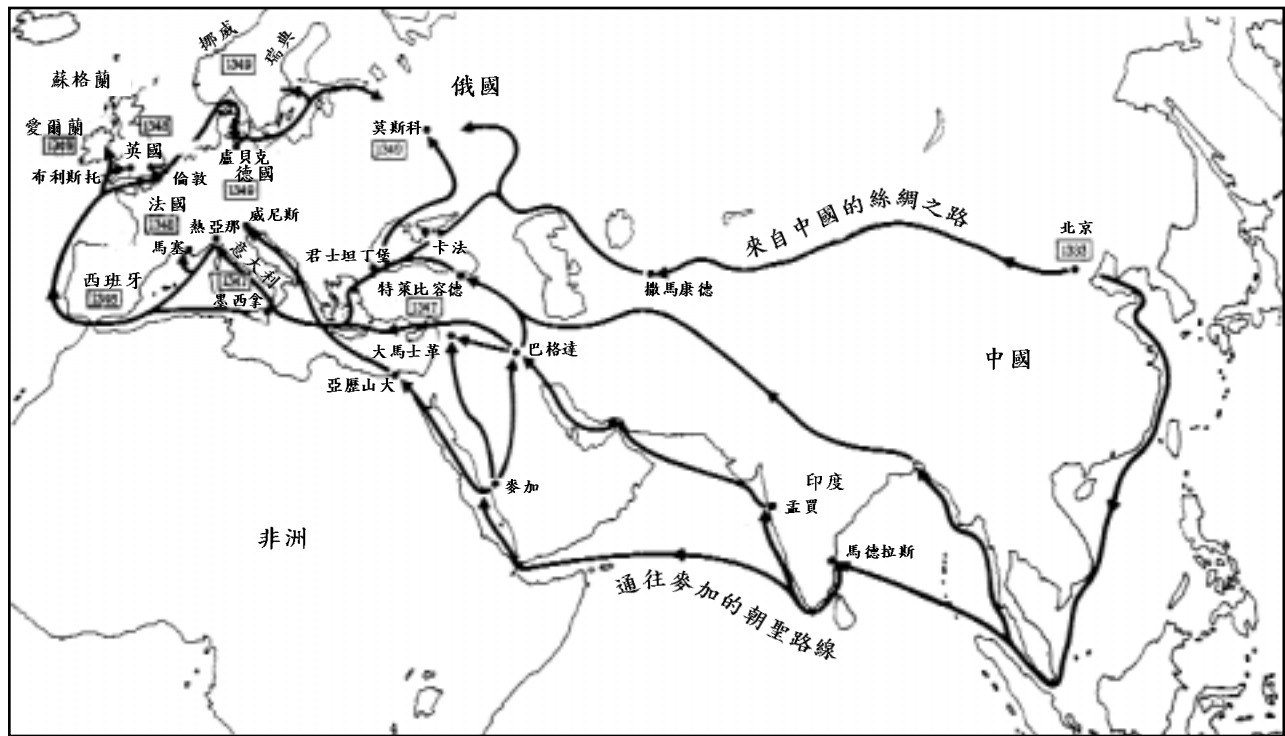 挪威
瑞典
1349
蘇格蘭
俄國
愛爾蘭
英國
莫斯科
布利斯托
倫敦
盧貝克
德國
法國
威尼斯
熱亞那
馬塞
意大利
西班牙
墨西拿
1347
君士坦丁堡
卡法
特萊比容德
1347
撒馬康德
來自中國的絲綢之路
北京
大馬士革
巴格達
亞歷山大
中國
麥加
印度
孟買
馬德拉斯
非洲
通往麥加的朝聖路線